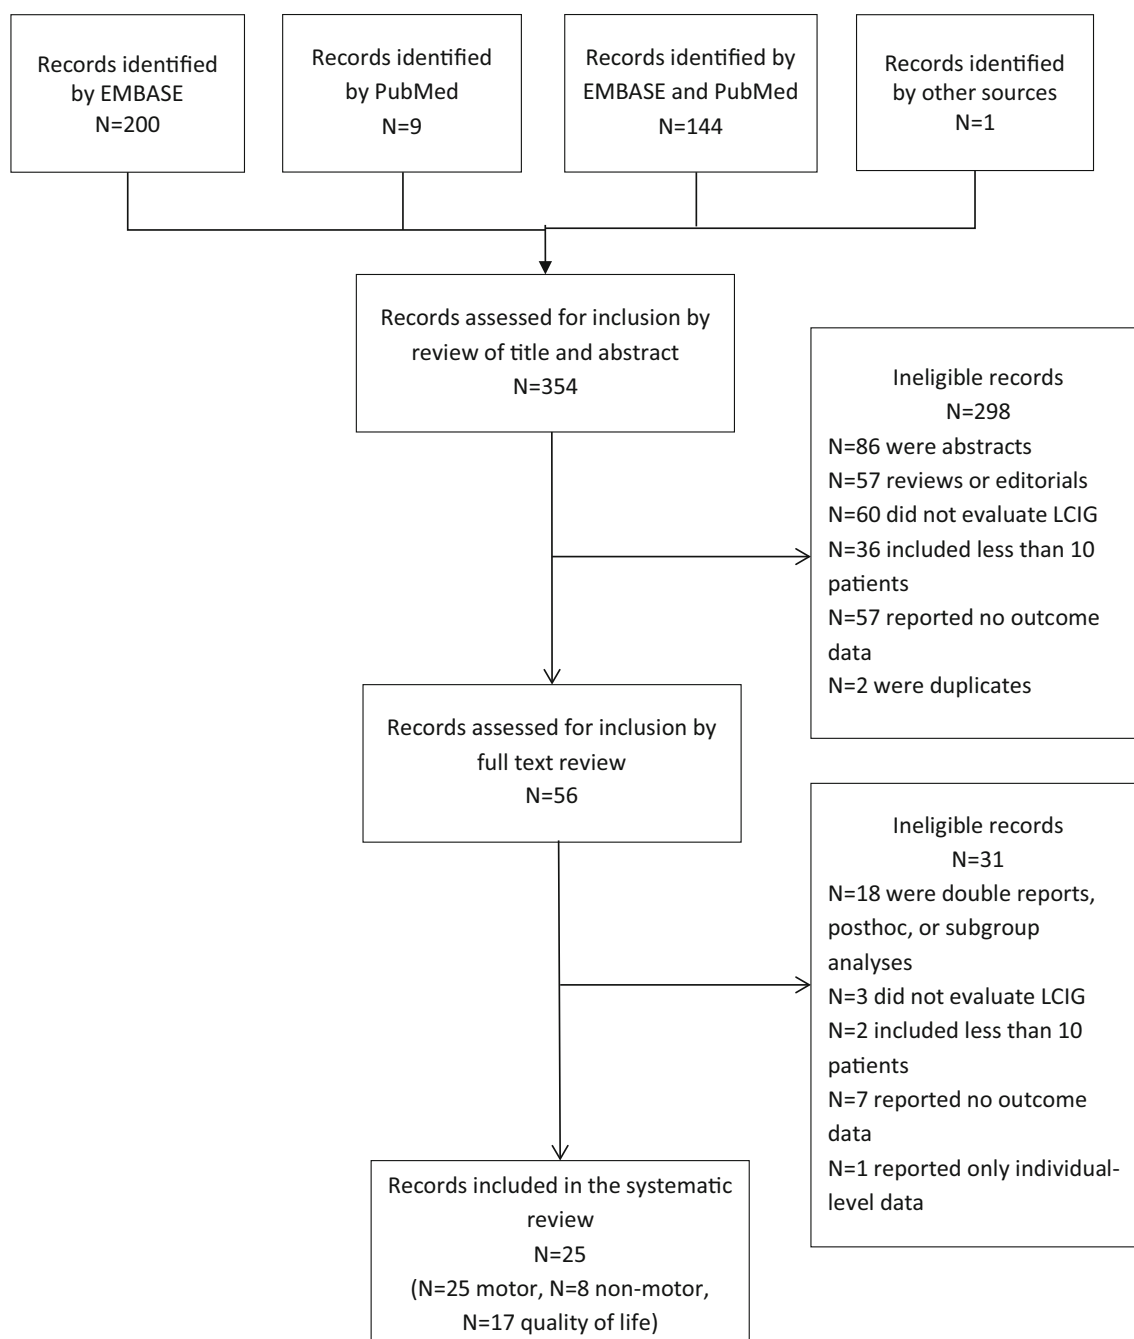 Records identified
by EMBASE
N=200
Records identified
by PubMed
N=9
Records identified by
EMBASE and PubMed
N=144
Records identified
by other sources
N=1
Records assessed for inclusion by
review of title and abstract
N=354
Ineligible records
N=298
N=86 were abstracts
N=57 reviews or editorials
N=60 did not evaluate LCIG
N=36 included less than 10
patients
N=57 reported no outcome
data
N=2 were duplicates
Records assessed for inclusion by
full text review
N=56
Ineligible records
N=31
N=18 were double reports,
posthoc, or subgroup
analyses
N=3 did not evaluate LCIG
N=2 included less than 10
patients
N=7 reported no outcome
data
N=1 reported only individual-
level data
Records included in the systematic
review
N=25
(N=25 motor, N=8 non-motor,
N=17 quality of life)